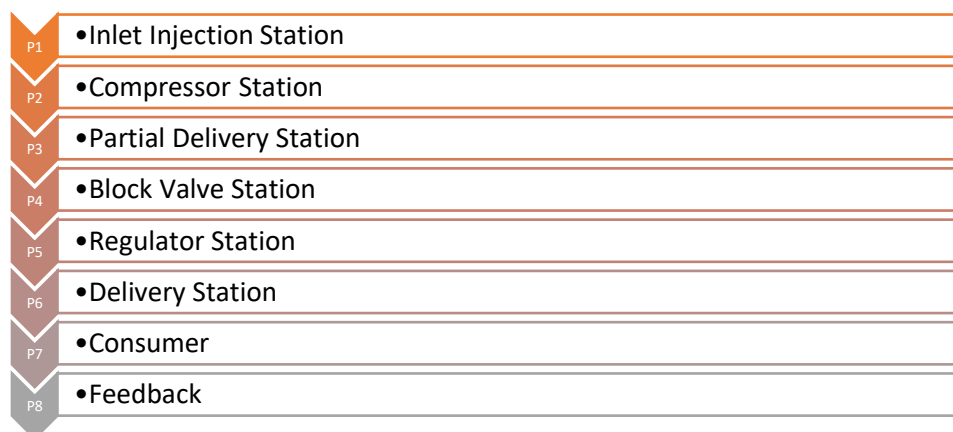 P1 •Inlet Injection Station
P2 •Compressor Station
P3 •Partial Delivery Station
P4 •Block Valve Station
P5 •Regulator Station
P6 •Delivery Station
P7 •Consumer
P8 •Feedback